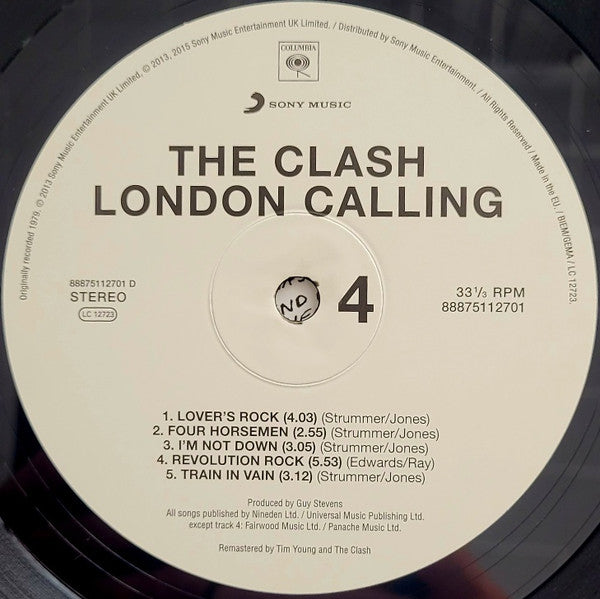 Originally recorded 1979. ℗ 2013 Sony Music Entertainment UK Limited, © 2013, 2015 Sony Music Entertainment UK Limited. / Distributed by Sony Music Entertainment. / All Rights Reserved / Made in the EU. / BIEM/GEMA / LC 12723.
COLUMBIA
SONY MUSIC
THE CLASH
LONDON CALLING
88875112701 D
STEREO
LC 12723
ND
4
33 1/3 RPM
88875112701
1. LOVER'S ROCK (4.03) (Strummer/Jones)
2. FOUR HORSEMEN (2.55) (Strummer/Jones)
3. I'M NOT DOWN (3.05) (Strummer/Jones)
4. REVOLUTION ROCK (5.53) (Edwards/Ray)
5. TRAIN IN VAIN (3.12) (Strummer/Jones)
Produced by Guy Stevens
All songs published by Nineden Ltd. / Universal Music Publishing Ltd.
except track 4: Fairwood Music Ltd. / Panache Music Ltd.
Remastered by Tim Young and The Clash